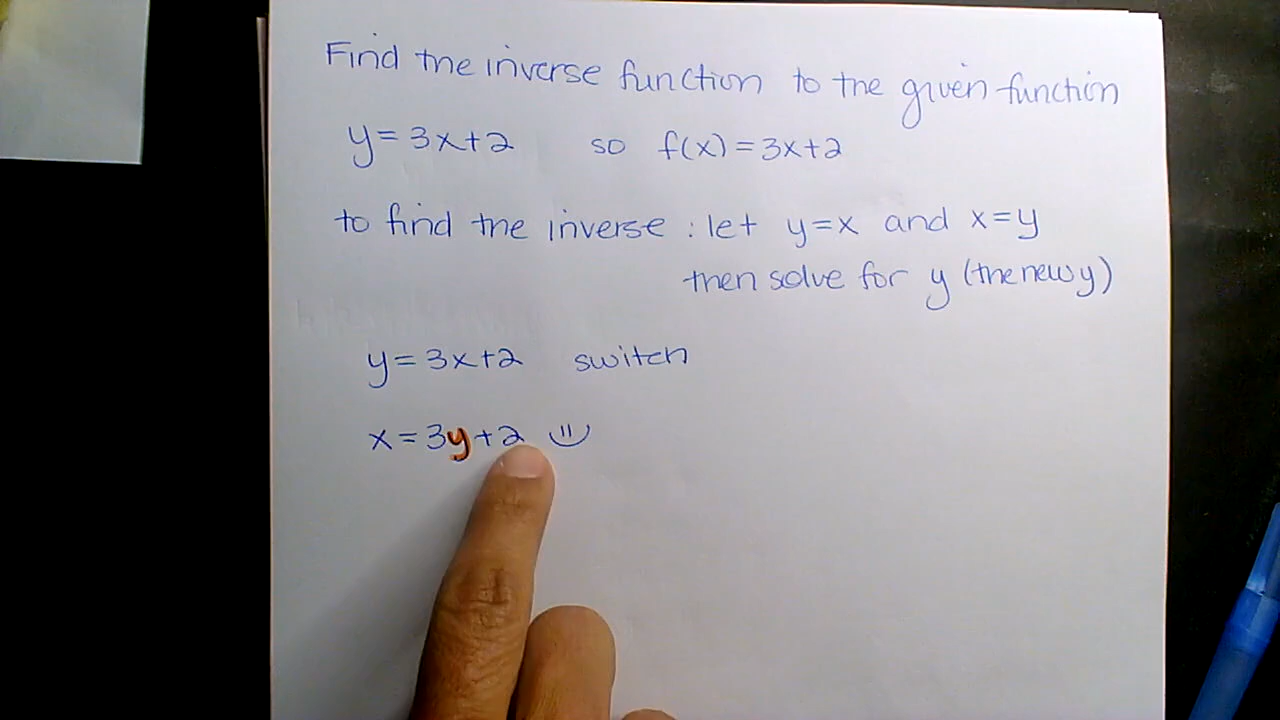 Find the inverse function to the given function
y=3x+2 so f(x)=3x+2
to find the inverse : let y=x and x=y
then solve for y (the new y)
y=3x+2 switch
x=3y+2